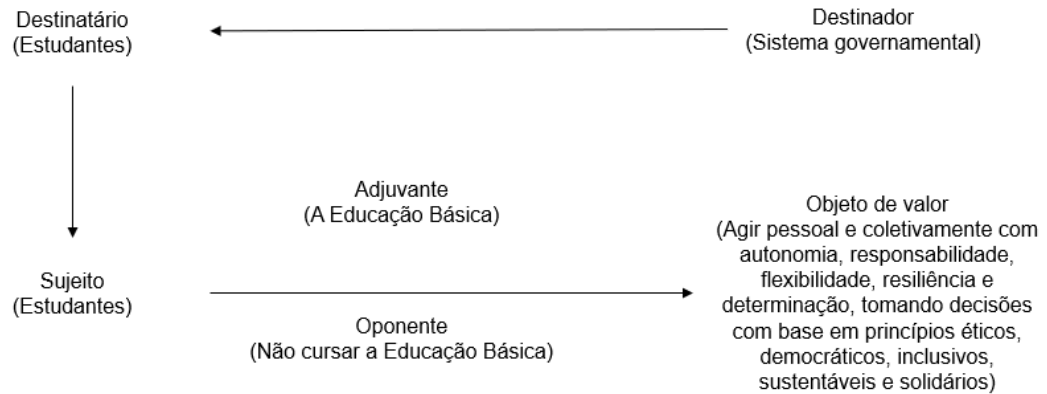 Destinatário
(Estudantes)
Destinador
(Sistema governamental)
Adjuvante
(A Educação Básica)
Objeto de valor
(Agir pessoal e coletivamente com
autonomia, responsabilidade,
flexibilidade, resiliência e
determinação, tomando decisões
com base em princípios éticos,
democráticos, inclusivos,
sustentáveis e solidários)
Sujeito
(Estudantes)
Oponente
(Não cursar a Educação Básica)